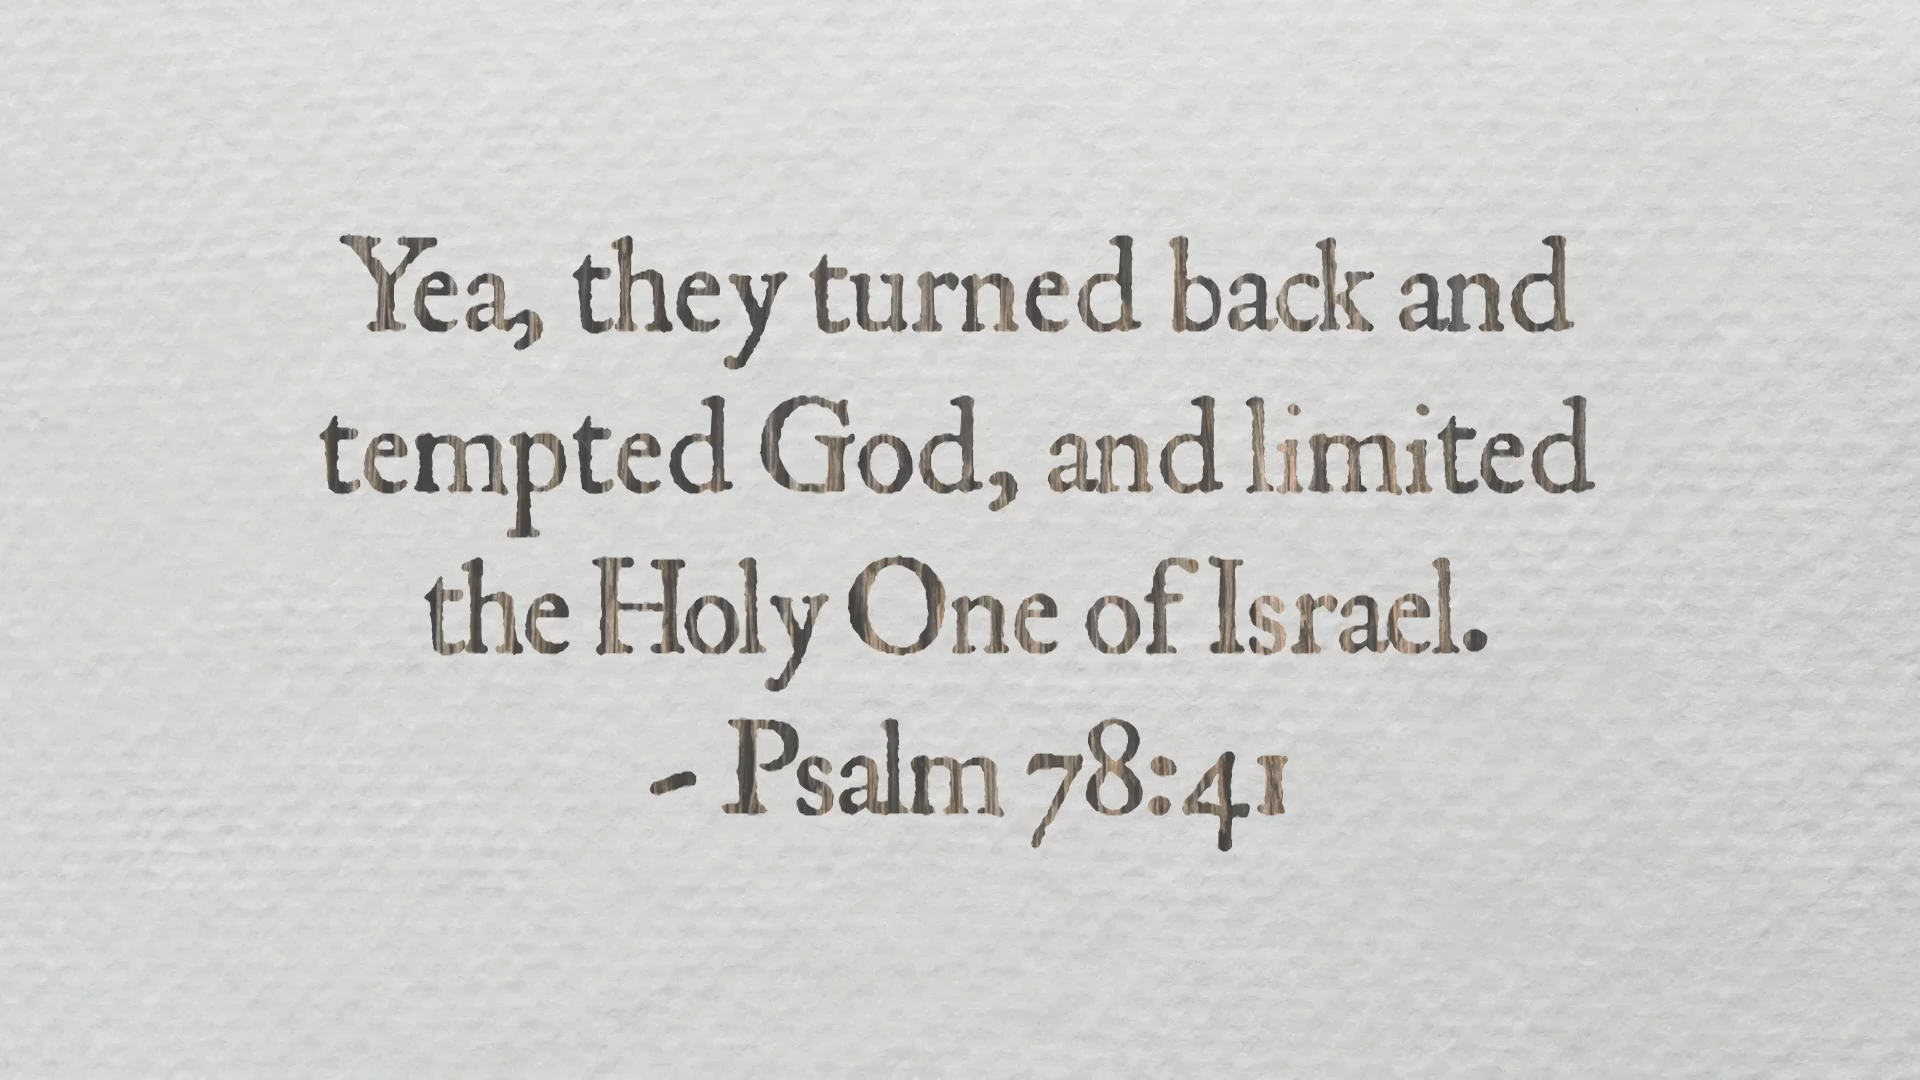 Yea, they turned back and
tempted God, and limited
the Holy One of Israel.
- Psalm 78:41